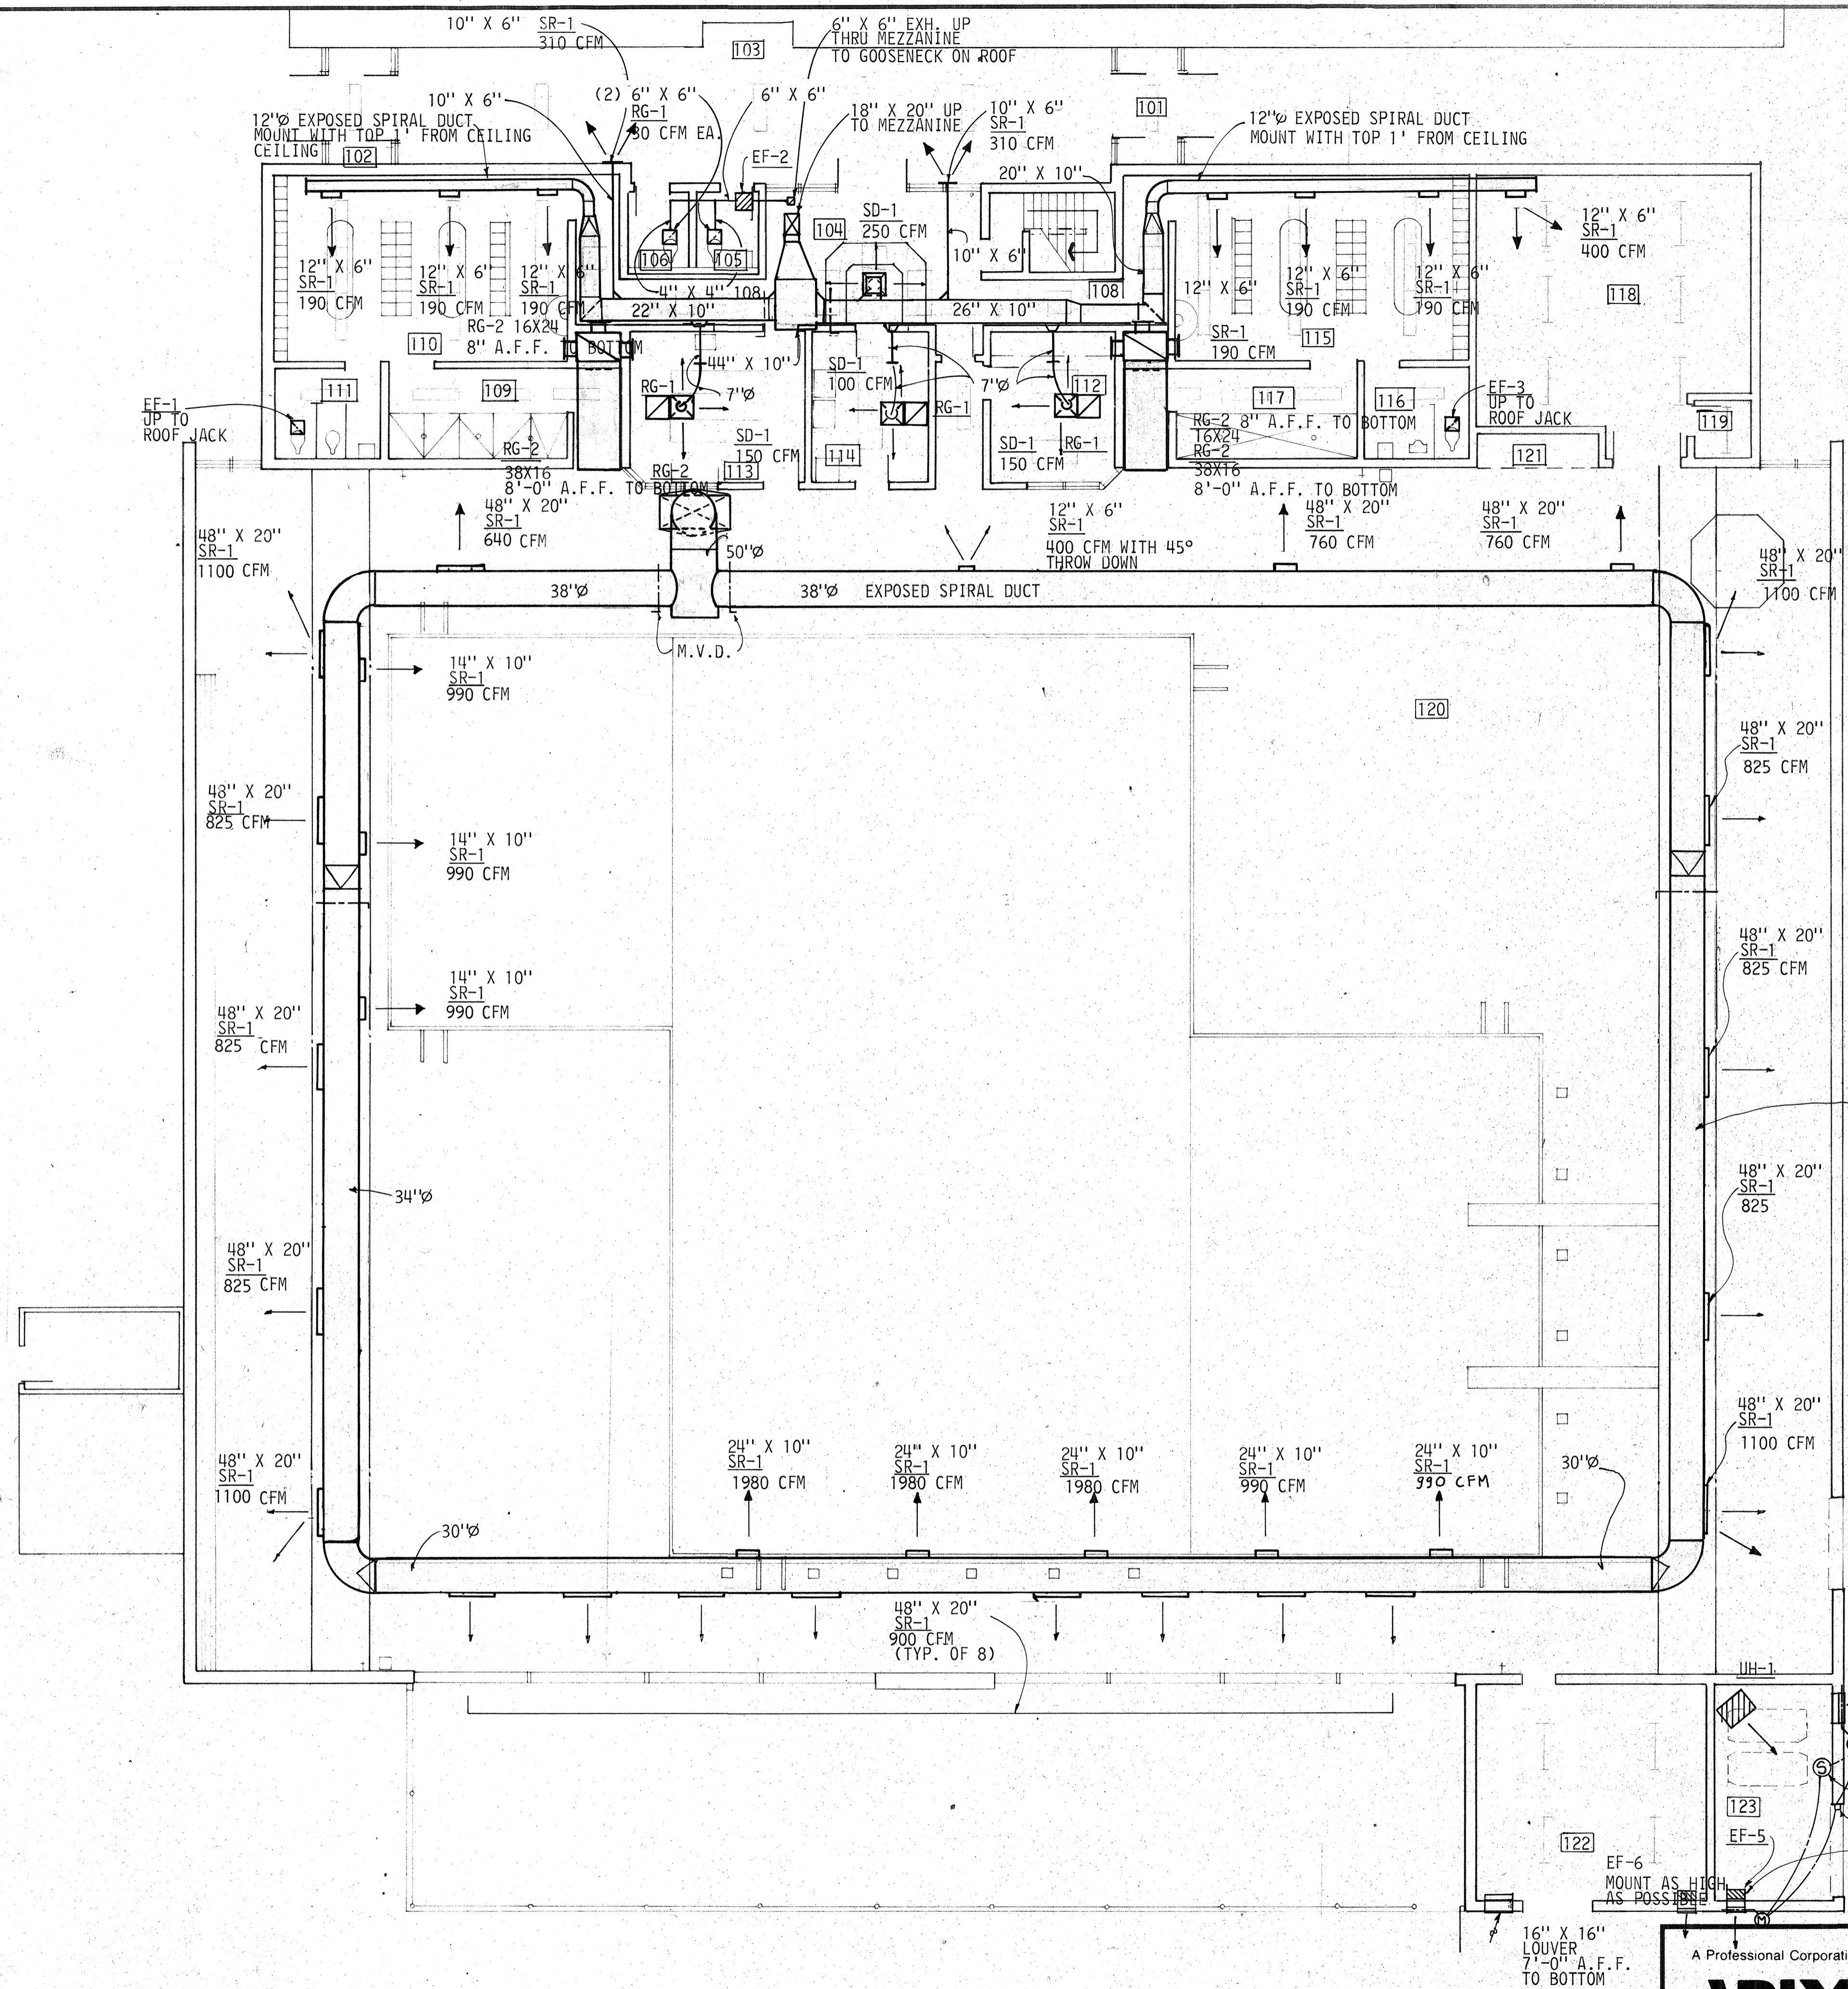 10" X 6" SR-1
310 CFM
103
6" X 6" EXH. UP
THRU MEZZANINE
TO GOOSENECK ON ROOF
12"Ø EXPOSED SPIRAL DUCT
MOUNT WITH TOP 1' FROM CEILING
CEILING
102
10" X 6"
(2) 6" X 6"
RG-1
30 CFM EA.
6" X 6"
EF-2
18" X 20" UP
TO MEZZANINE
10" X 6"
SR-1
310 CFM
101
12"Ø EXPOSED SPIRAL DUCT
MOUNT WITH TOP 1' FROM CEILING
20" X 10"
12" X 6"
SR-1
190 CFM
12" X 6"
SR-1
190 CFM
12" X 6"
SR-1
190 CFM
106
105
4" X 4"
108
104
SD-1
250 CFM
10" X 6"
108
12" X 6"
SR-1
190 CFM
12" X 6"
SR-1
190 CFM
12" X 6"
SR-1
190 CFM
12" X 6"
SR-1
400 CFM
118
22" X 10"
26" X 10"
110
RG-2 16X24
8" A.F.F. TO BOTTOM
44" X 10"
115
EF-1
UP TO
ROOF JACK
111
109
RG-1
7"Ø
SD-1
150 CFM
SD-1
100 CFM
RG-1
7"Ø
112
SD-1
150 CFM
RG-1
114
113
117
116
RG-2 8" A.F.F. TO BOTTOM
16X24
RG-2
38X16
8'-0" A.F.F. TO BOTTOM
EF-3
UP TO
ROOF JACK
119
121
RG-2
38X16
8'-0" A.F.F. TO BOTTOM
RG-2
48" X 20"
SR-1
1100 CFM
48" X 20"
SR-1
640 CFM
50"Ø
12" X 6"
SR-1
400 CFM WITH 45°
THROW DOWN
48" X 20"
SR-1
760 CFM
48" X 20"
SR-1
760 CFM
48" X 20"
SR-1
1100 CFM
38"Ø
38"Ø EXPOSED SPIRAL DUCT
M.V.D.
14" X 10"
SR-1
990 CFM
120
48" X 20"
SR-1
825 CFM
48" X 20"
SR-1
825 CFM
14" X 10"
SR-1
990 CFM
48" X 20"
SR-1
825 CFM
14" X 10"
SR-1
990 CFM
48" X 20"
SR-1
825 CFM
34"Ø
48" X 20"
SR-1
825
48" X 20"
SR-1
825 CFM
48" X 20"
SR-1
1100 CFM
48" X 20"
SR-1
1100 CFM
24" X 10"
SR-1
1980 CFM
24" X 10"
SR-1
1980 CFM
24" X 10"
SR-1
1980 CFM
24" X 10"
SR-1
990 CFM
24" X 10"
SR-1
990 CFM
30"Ø
30"Ø
48" X 20"
SR-1
900 CFM
(TYP. OF 8)
UH-1
S
123
EF-5
122
EF-6
MOUNT AS HIGH
AS POSSIBLE
M
16" X 16"
LOUVER
7'-0" A.F.F.
TO BOTTOM
A Professional Corporati